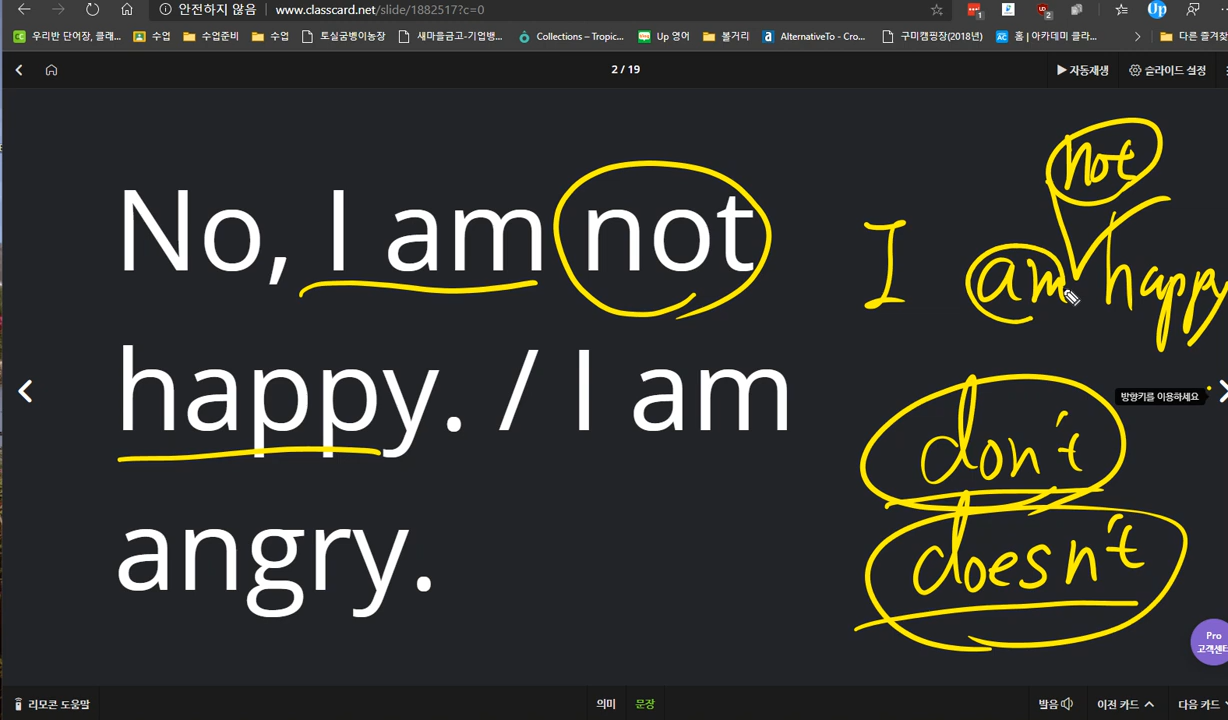 안전하지 않음 www.classcard.net/slide/1882517?c=0
우리반 단어장, 클래... 수업 수업준비 수업 토실굼벵이농장 새마을금고-기업뱅... Collections – Tropic... Up 영어 볼거리 AlternativeTo - Cro... 구미캠핑장(2018년) 홈 | 아카데미 클라... 다른 즐겨찾
2 / 19 자동재생 슬라이드 설정
No, I am not
happy. / I am
angry.
not
I am happy
don't
doesn't
방향키를 이용하세요
Pro
고객센터
리모콘 도움말 의미 문장 발음 이전 카드 다음 카드